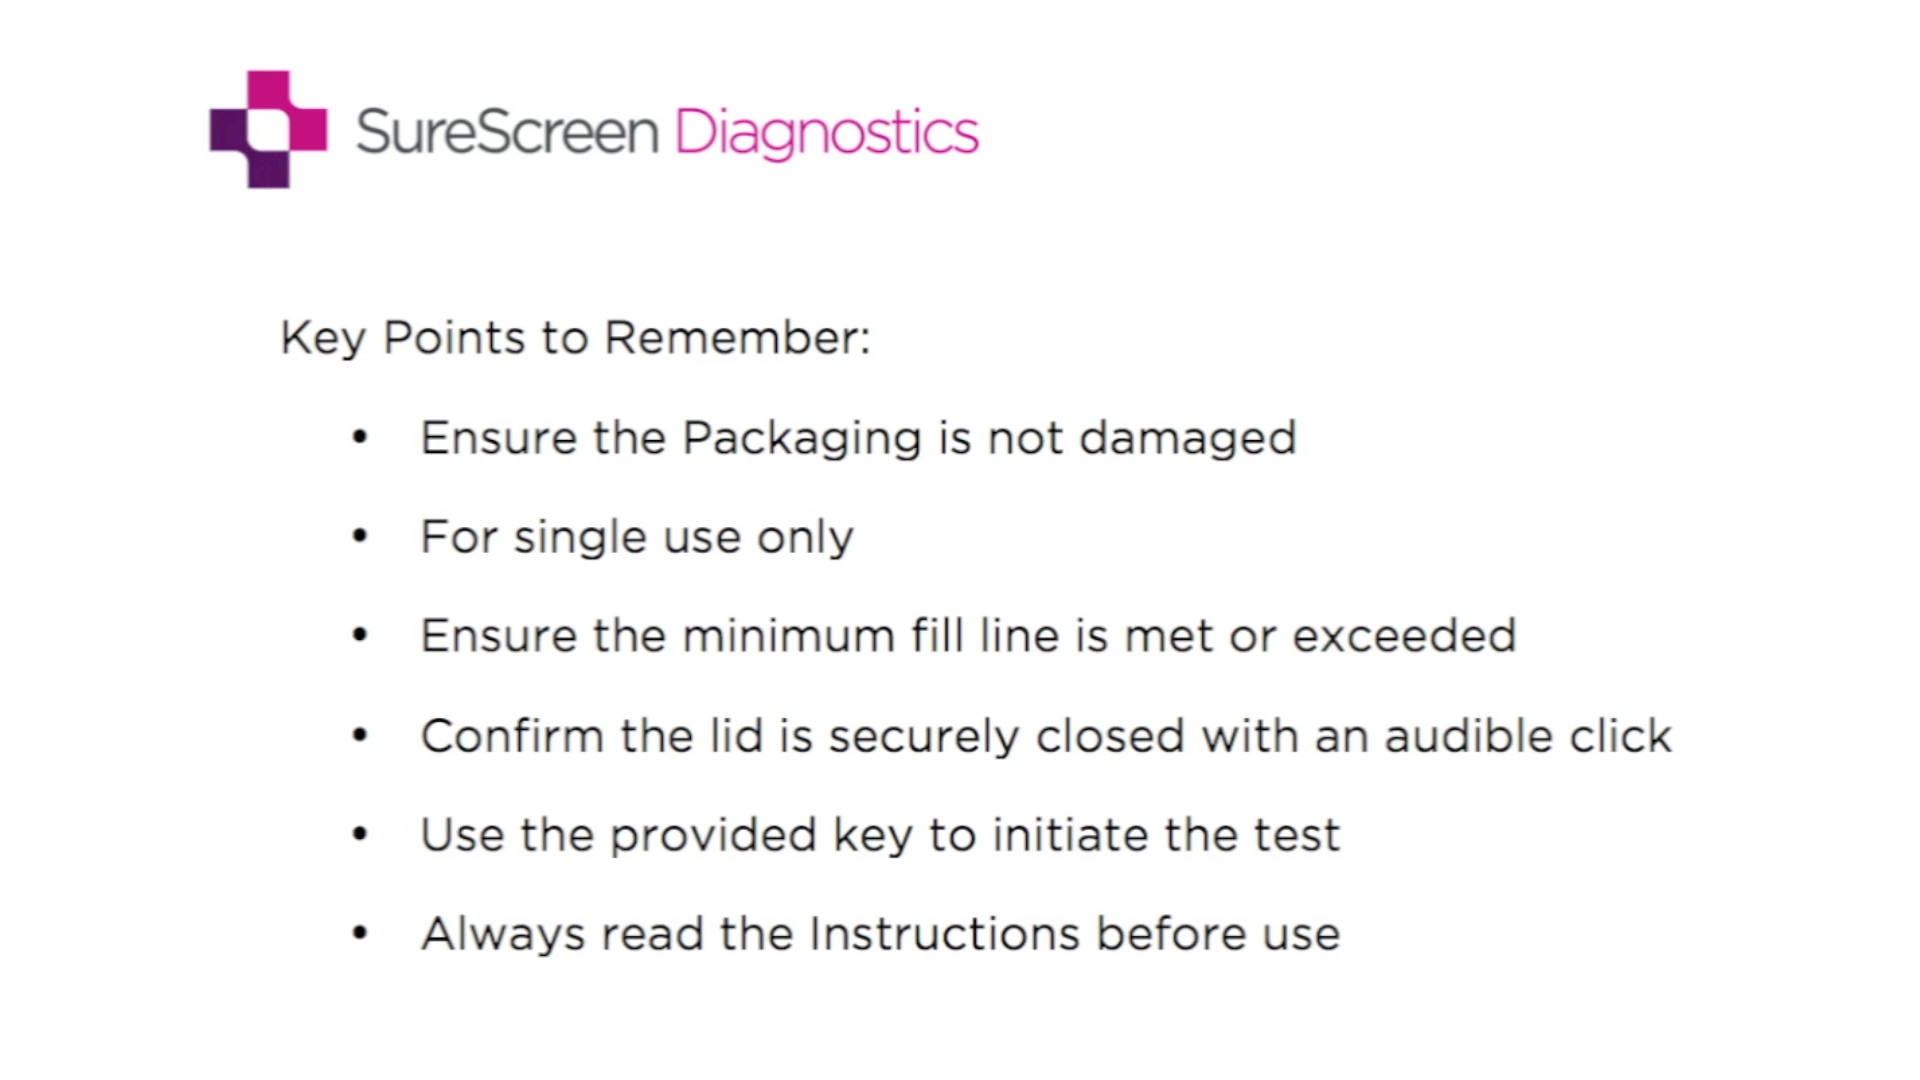 SureScreen Diagnostics
Key Points to Remember:
• Ensure the Packaging is not damaged
• For single use only
• Ensure the minimum fill line is met or exceeded
• Confirm the lid is securely closed with an audible click
• Use the provided key to initiate the test
• Always read the Instructions before use